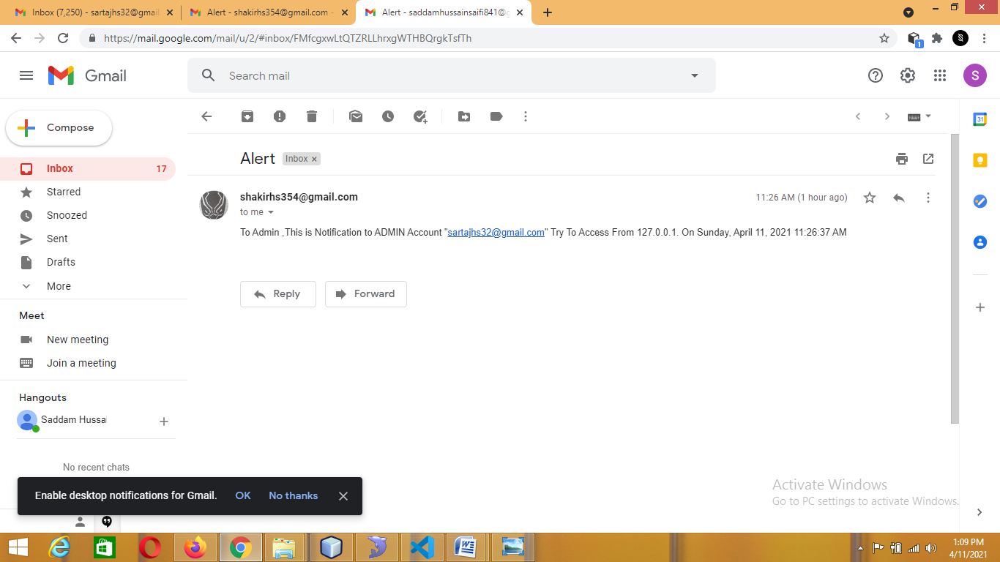 Inbox (7,250) - sartajhs32@gmail
Alert - shakirhs354@gmail.com -
Alert - saddamhussainsaifi841@g
https://mail.google.com/mail/u/2/#inbox/FMfcgxwLtQTZRLLhrxgWTHBQrgkTsfTh
1
Gmail
Search mail
S
Compose
31
Alert
Inbox ×
Inbox 17
Starred
Snoozed
Sent
Drafts
More
shakirhs354@gmail.com
11:26 AM (1 hour ago)
to me
To Admin ,This is Notification to ADMIN Account "sartajhs32@gmail.com" Try To Access From 127.0.0.1. On Sunday, April 11, 2021 11:26:37 AM
Reply
Forward
Meet
New meeting
Join a meeting
Hangouts
Saddam Hussa
No recent chats
Enable desktop notifications for Gmail. OK No thanks
Activate Windows
Go to PC settings to activate Windows.
1:09 PM
4/11/2021